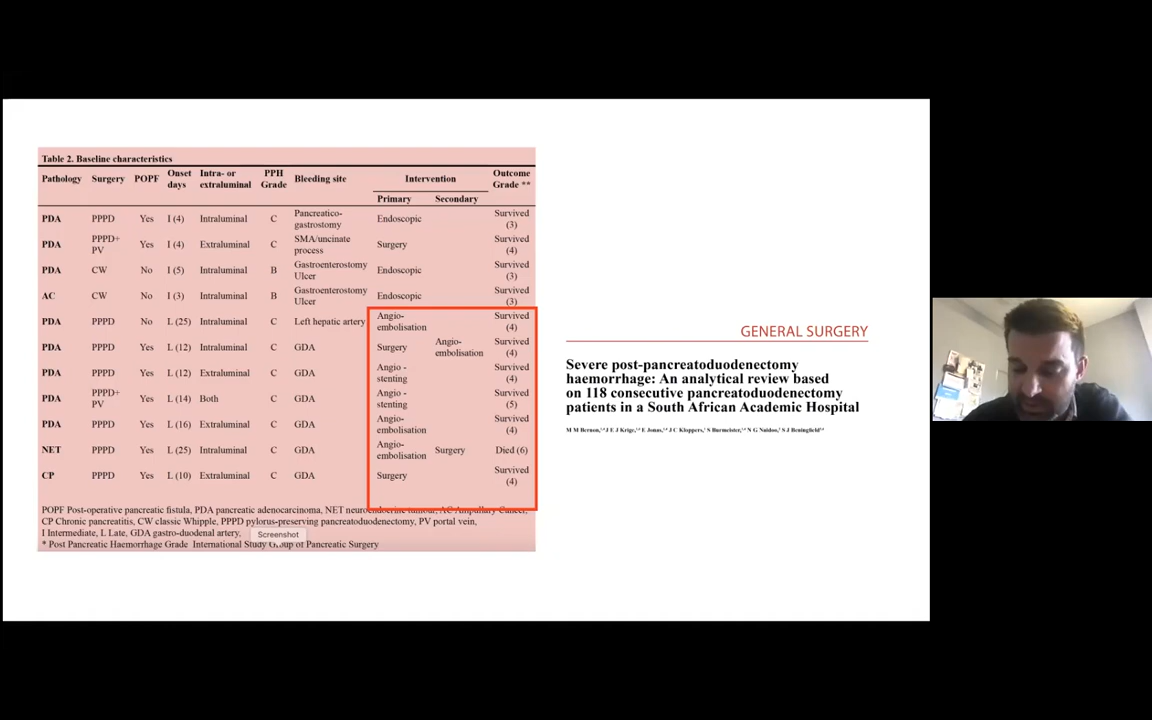 Table 2. Baseline characteristics
Pathology Surgery POPF Onset days Intra- or extraluminal PPH Grade Bleeding site Intervention Outcome Grade **
Primary Secondary
PDA PPPD Yes I (4) Intraluminal C Pancreatico-gastrostomy Endoscopic Survived (3)
PDA PPPD+ PV Yes I (4) Extraluminal C SMA/uncinate process Surgery Survived (4)
PDA CW No I (5) Intraluminal B Gastroenterostomy Ulcer Endoscopic Survived (3)
AC CW No I (3) Intraluminal B Gastroenterostomy Ulcer Endoscopic Survived (3)
PDA PPPD No L (25) Intraluminal C Left hepatic artery Angio-embolisation Survived (4)
PDA PPPD Yes L (12) Intraluminal C GDA Surgery Angio-embolisation Survived (4)
PDA PPPD Yes L (12) Extraluminal C GDA Angio - stenting Survived (4)
PDA PPPD+ PV Yes L (14) Both C GDA Angio - stenting Survived (5)
PDA PPPD Yes L (16) Extraluminal C GDA Angio-embolisation Survived (4)
NET PPPD Yes L (25) Intraluminal C GDA Angio-embolisation Surgery Died (6)
CP PPPD Yes L (10) Extraluminal C GDA Surgery Survived (4)
POPF Post-operative pancreatic fistula, PDA pancreatic adenocarcinoma, NET neuroendocrine tumour, AC Ampullary Cancer,
CP Chronic pancreatitis, CW classic Whipple, PPPD pylorus-preserving pancreatoduodenectomy, PV portal vein,
I Intermediate, L Late, GDA gastro-duodenal artery,
Screenshot
* Post Pancreatic Haemorrhage Grade International Study Group of Pancreatic Surgery
GENERAL SURGERY
Severe post-pancreatoduodenectomy
haemorrhage: An analytical review based
on 118 consecutive pancreatoduodenectomy
patients in a South African Academic Hospital
M M Bernon, J E J Krige, E Jonas, J C Kloppers, S Burmeister, N G Naidoo, S J Beningfield